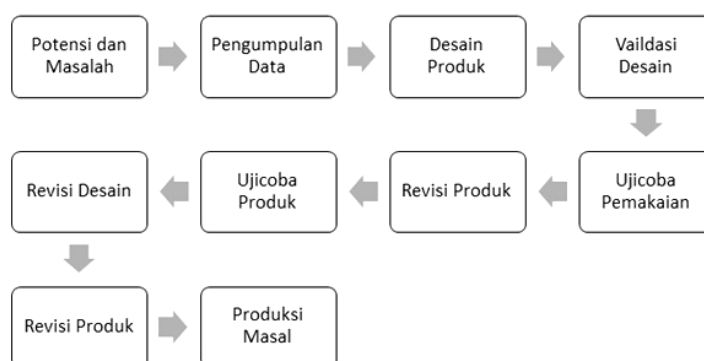 Potensi dan
Masalah
Pengumpulan
Data
Desain
Produk
Vaildasi
Desain
Ujicoba
Pemakaian
Revisi Produk
Ujicoba
Produk
Revisi Desain
Revisi Produk
Produksi
Masal